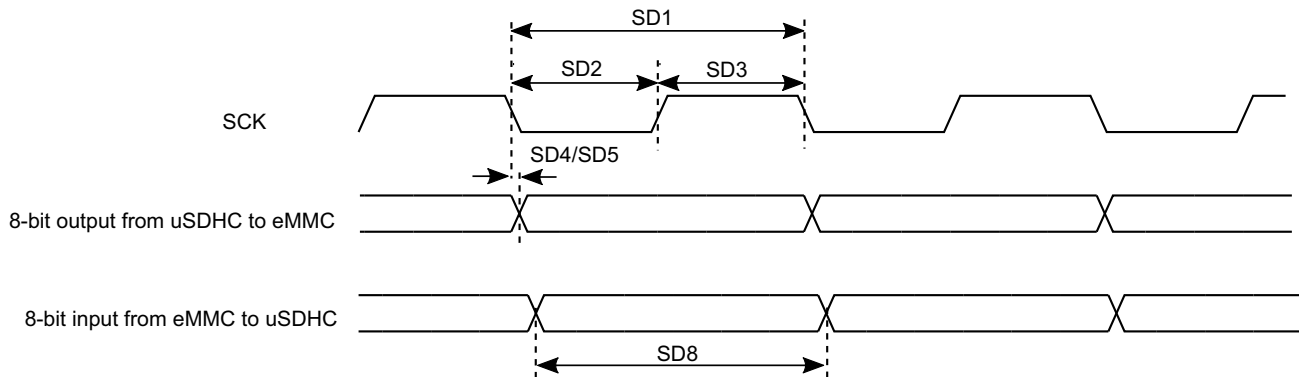 SD1
SD2
SD3
SCK
SD4/SD5
8-bit output from uSDHC to eMMC
8-bit input from eMMC to uSDHC
SD8